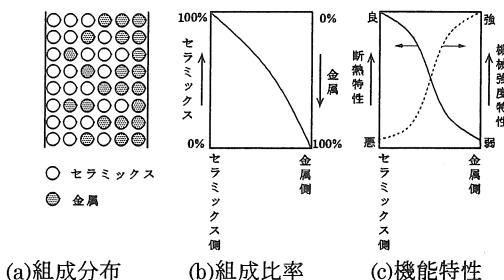 セラミックス
金属
(a)組成分布
100%
0%
セラミックス
金属
0%
100%
セラミックス側
金属側
(b)組成比率
良
強
断熱特性
機械強度特性
悪
弱
セラミックス側
金属側
(c)機能特性